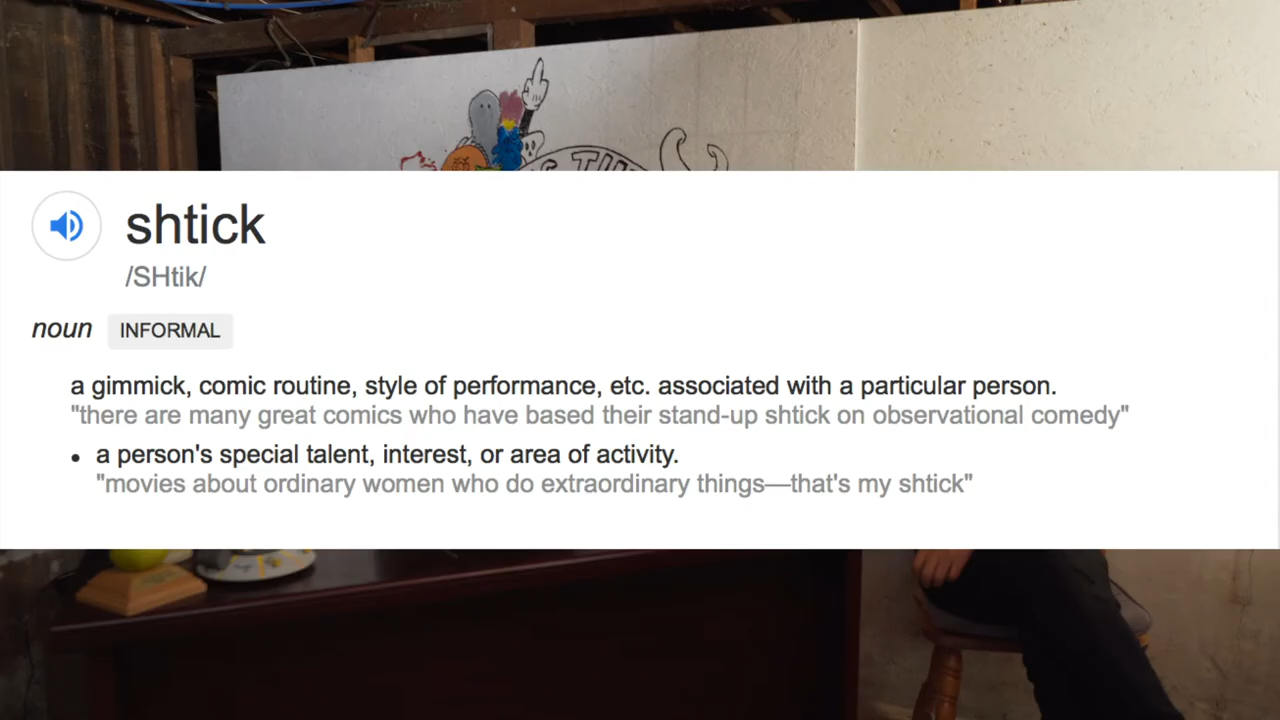 shtick
/SHtik/
noun INFORMAL
a gimmick, comic routine, style of performance, etc. associated with a particular person.
"there are many great comics who have based their stand-up shtick on observational comedy"
• a person's special talent, interest, or area of activity.
"movies about ordinary women who do extraordinary things—that's my shtick"